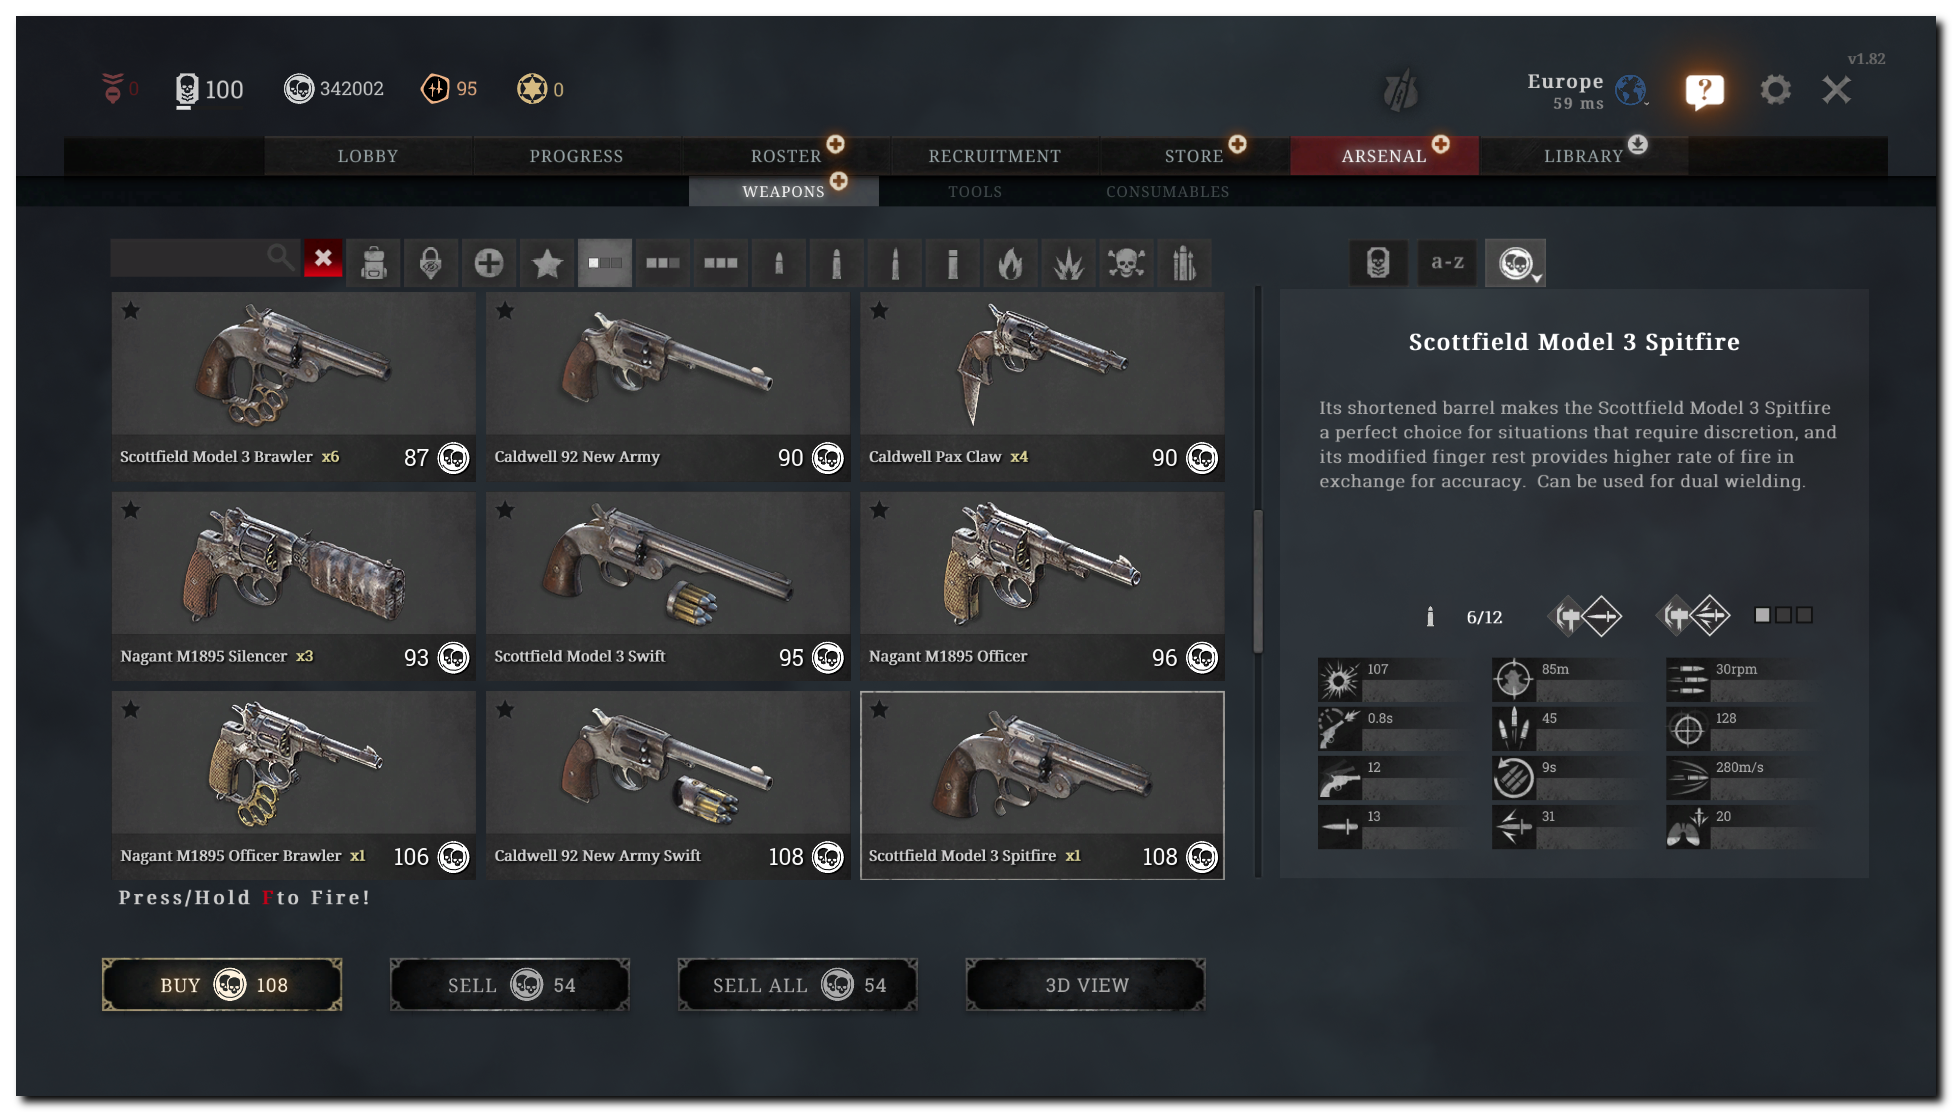 v1.82
0 100 342002 95 0 Europe ?
59 ms
LOBBY PROGRESS ROSTER RECRUITMENT STORE ARSENAL LIBRARY
WEAPONS TOOLS CONSUMABLES
a-z
Scottfield Model 3 Brawler x6 87
Caldwell 92 New Army 90
Caldwell Pax Claw x4 90
Nagant M1895 Silencer x3 93
Scottfield Model 3 Swift 95
Nagant M1895 Officer 96
Nagant M1895 Officer Brawler x1 106
Caldwell 92 New Army Swift 108
Scottfield Model 3 Spitfire x1 108
Scottfield Model 3 Spitfire
Its shortened barrel makes the Scottfield Model 3 Spitfire
a perfect choice for situations that require discretion, and
its modified finger rest provides higher rate of fire in
exchange for accuracy. Can be used for dual wielding.
6/12
107 85m 30rpm
0.8s 45 128
12 9s 280m/s
13 31 20
Press/Hold F to Fire!
BUY 108 SELL 54 SELL ALL 54 3D VIEW